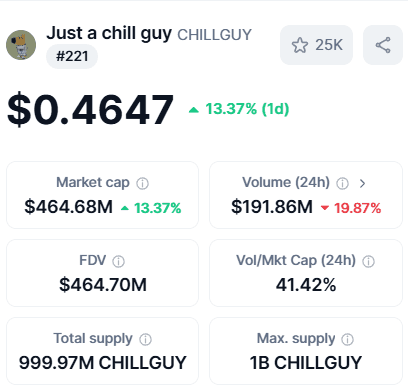 Just a chill guy CHILLGUY
#221
25K
$0.4647 13.37% (1d)
Market cap
$464.68M 13.37%
Volume (24h)
$191.86M 19.87%
FDV
$464.70M
Vol/Mkt Cap (24h)
41.42%
Total supply
999.97M CHILLGUY
Max. supply
1B CHILLGUY